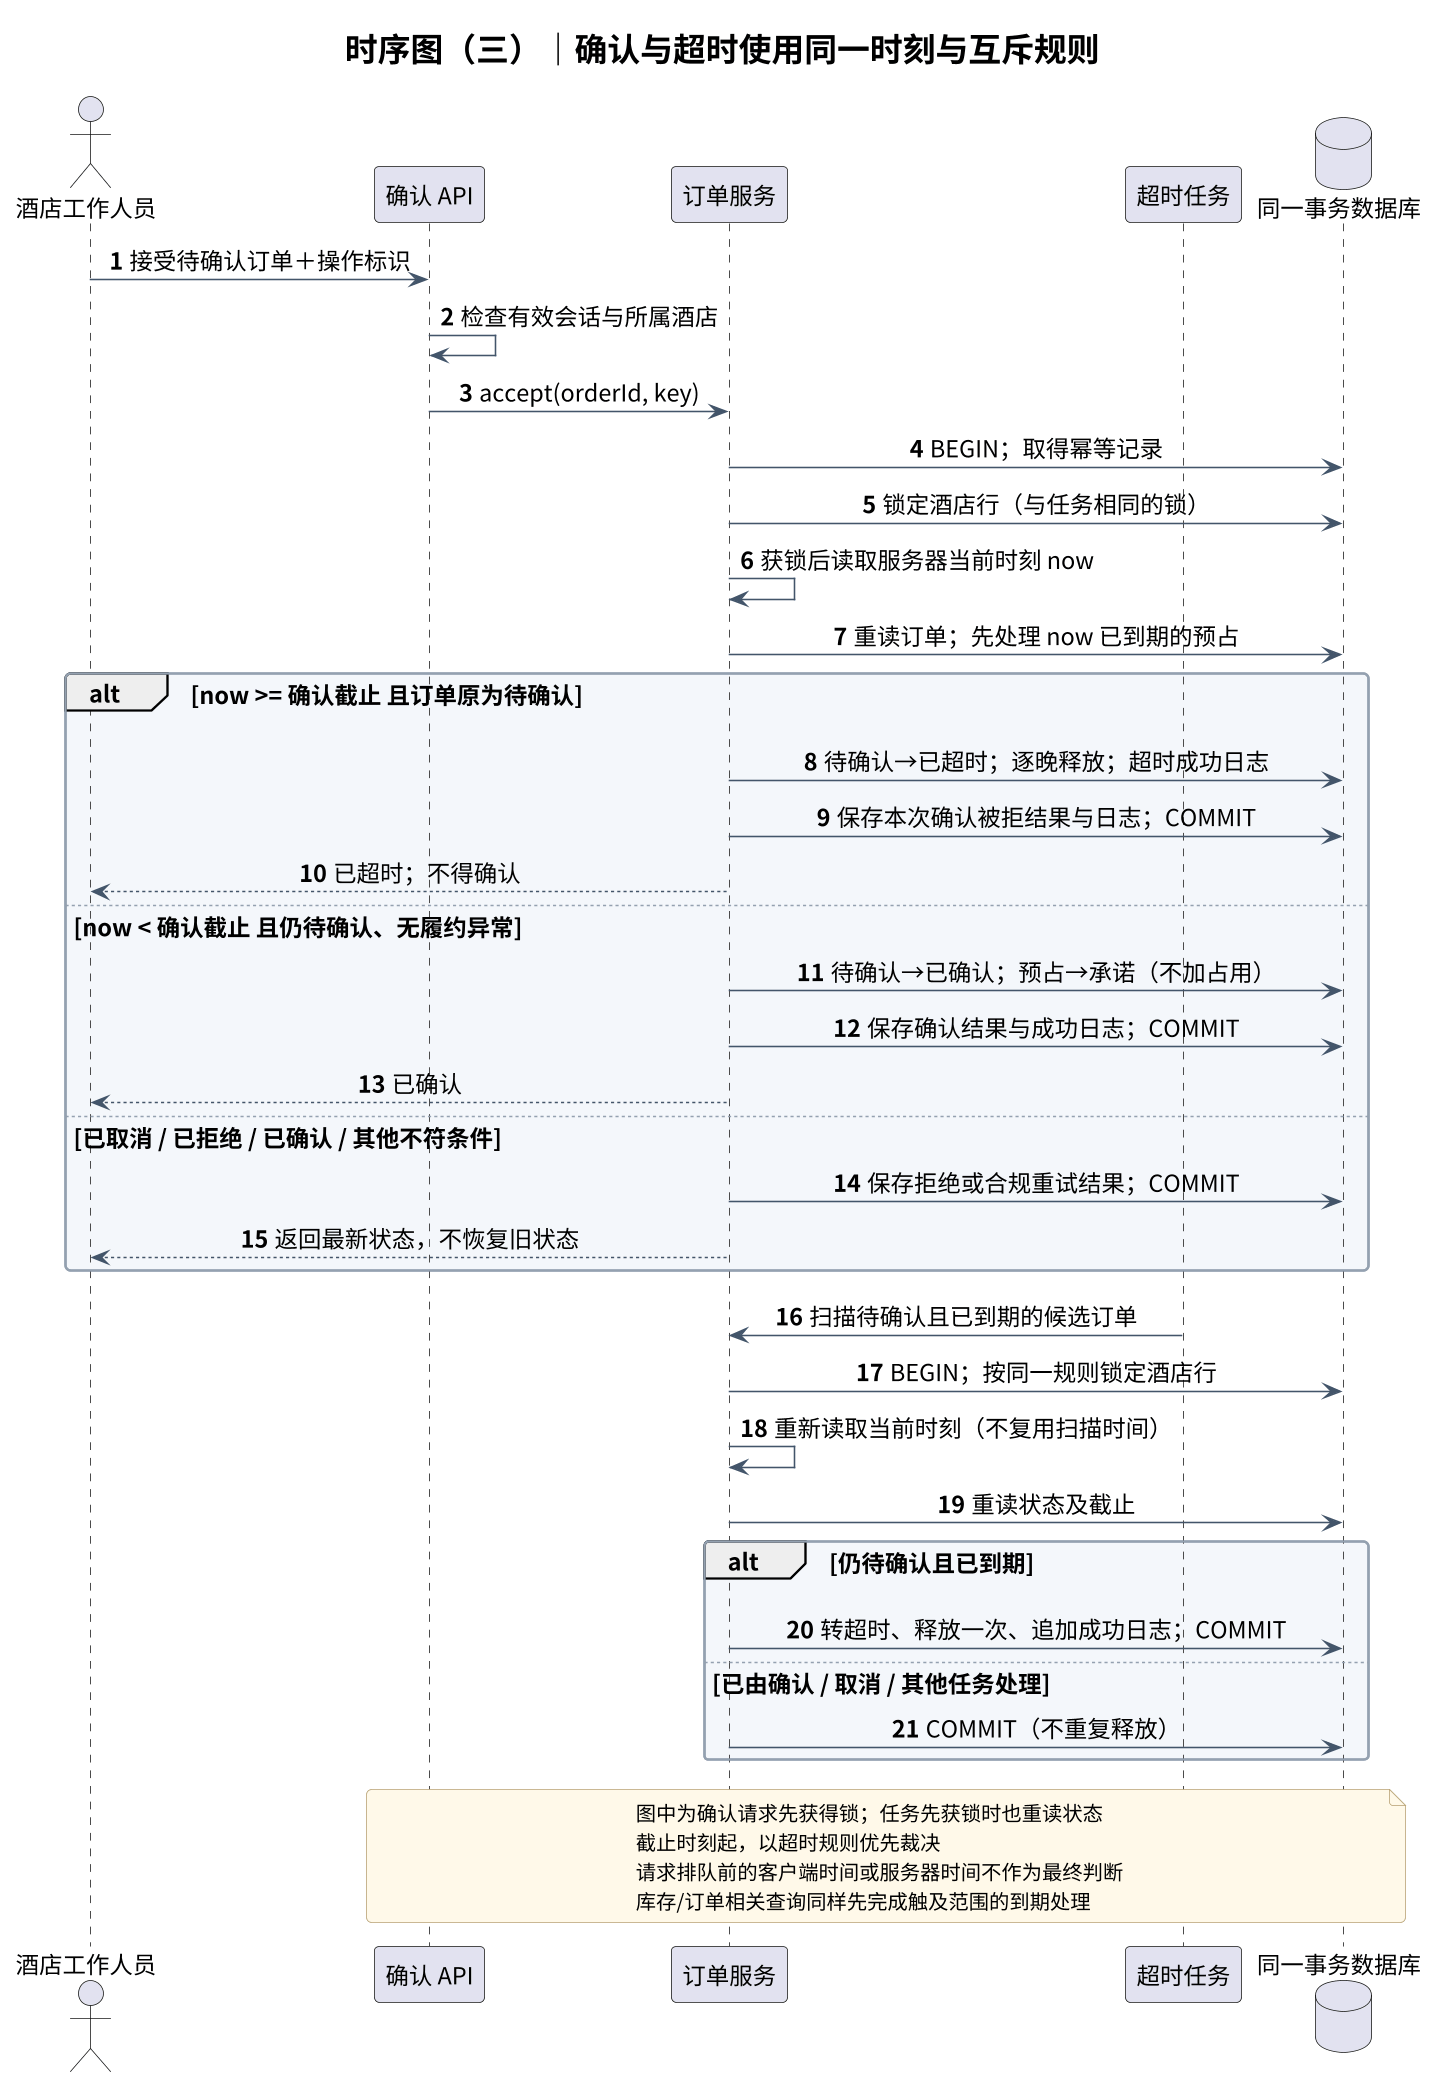 时序图（三）｜确认与超时使用同一时刻与互斥规则
酒店工作人员
确认 API
订单服务
超时任务
同一事务数据库
1 接受待确认订单＋操作标识
2 检查有效会话与所属酒店
3 accept(orderId, key)
4 BEGIN；取得幂等记录
5 锁定酒店行（与任务相同的锁）
6 获锁后读取服务器当前时刻 now
7 重读订单；先处理 now 已到期的预占
alt [now >= 确认截止 且订单原为待确认]
8 待确认→已超时；逐晚释放；超时成功日志
9 保存本次确认被拒结果与日志；COMMIT
10 已超时；不得确认
[now < 确认截止 且仍待确认、无履约异常]
11 待确认→已确认；预占→承诺（不加占用）
12 保存确认结果与成功日志；COMMIT
13 已确认
[已取消 / 已拒绝 / 已确认 / 其他不符条件]
14 保存拒绝或合规重试结果；COMMIT
15 返回最新状态，不恢复旧状态
16 扫描待确认且已到期的候选订单
17 BEGIN；按同一规则锁定酒店行
18 重新读取当前时刻（不复用扫描时间）
19 重读状态及截止
alt [仍待确认且已到期]
20 转超时、释放一次、追加成功日志；COMMIT
[已由确认 / 取消 / 其他任务处理]
21 COMMIT（不重复释放）
图中为确认请求先获得锁；任务先获锁时也重读状态
截止时刻起，以超时规则优先裁决
请求排队前的客户端时间或服务器时间不作为最终判断
库存/订单相关查询同样先完成触及范围的到期处理
酒店工作人员
确认 API
订单服务
超时任务
同一事务数据库